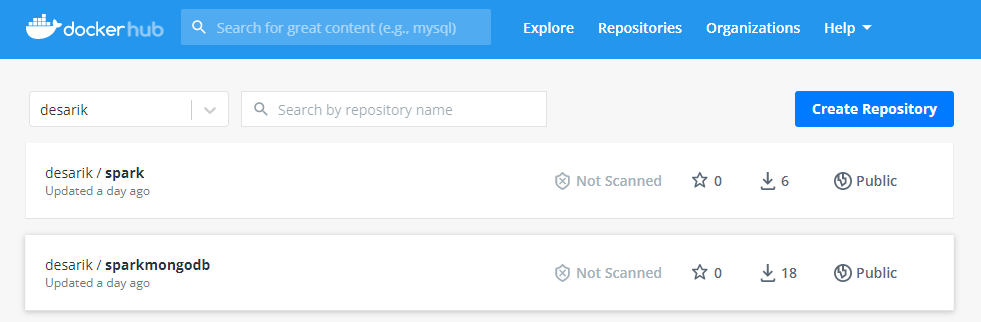 dockerhub Search for great content (e.g., mysql) Explore Repositories Organizations Help
desarik Search by repository name Create Repository
desarik / spark Not Scanned 0 6 Public
Updated a day ago
desarik / sparkmongodb Not Scanned 0 18 Public
Updated a day ago